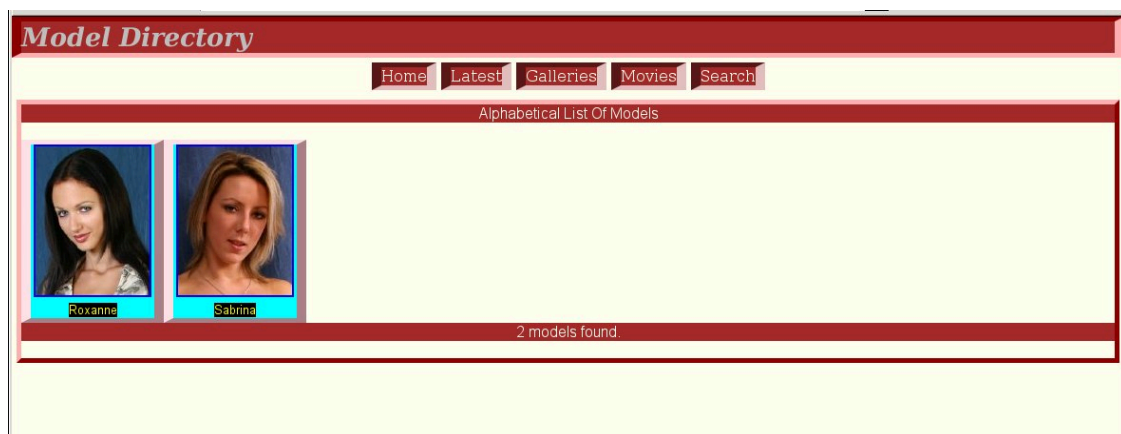 Model Directory
Home Latest Galleries Movies Search
Alphabetical List Of Models
Roxanne Sabrina
2 models found.